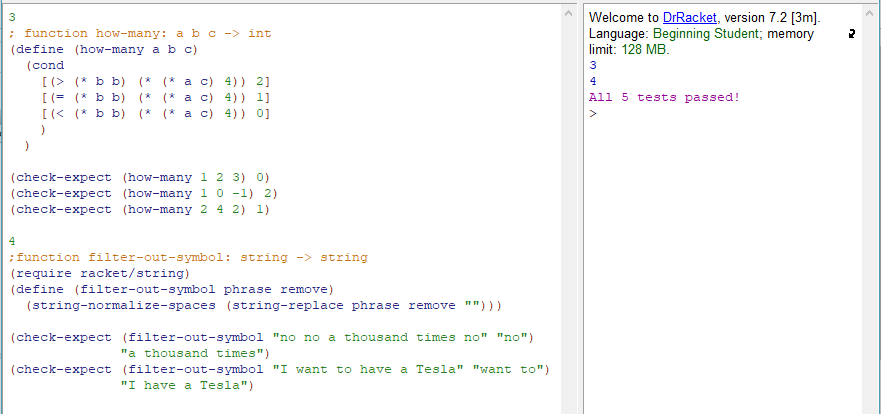 3
; function how-many: a b c -> int
(define (how-many a b c)
  (cond
    [(> (* b b) (* (* a c) 4)) 2]
    [(= (* b b) (* (* a c) 4)) 1]
    [(< (* b b) (* (* a c) 4)) 0]
    )
  )
(check-expect (how-many 1 2 3) 0)
(check-expect (how-many 1 0 -1) 2)
(check-expect (how-many 2 4 2) 1)
4
;function filter-out-symbol: string -> string
(require racket/string)
(define (filter-out-symbol phrase remove)
  (string-normalize-spaces (string-replace phrase remove "")))
(check-expect (filter-out-symbol "no no a thousand times no" "no")
              "a thousand times")
(check-expect (filter-out-symbol "I want to have a Tesla" "want to")
              "I have a Tesla")
Welcome to DrRacket, version 7.2 [3m].
Language: Beginning Student; memory
limit: 128 MB.
3
4
All 5 tests passed!
>